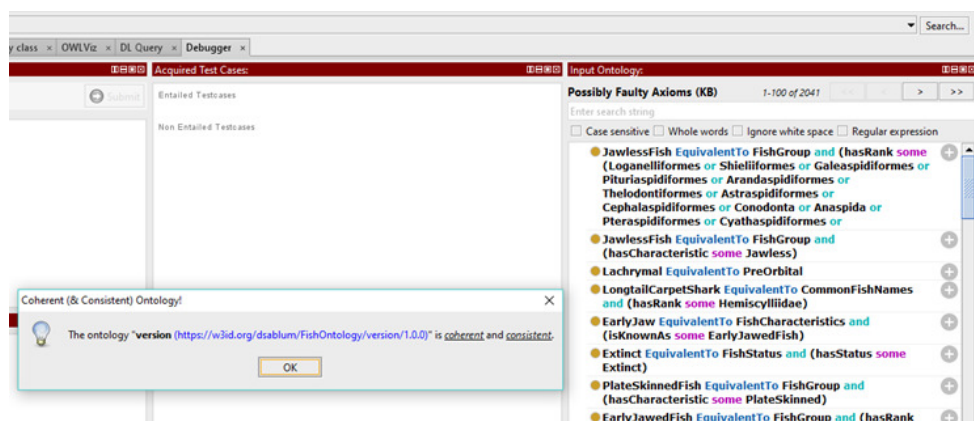 Search...
y class × OWLViz × DL Query × Debugger ×
Acquired Test Cases:
Input Ontology:
Submit
Entailed Testcases
Non Entailed Testcases
Possibly Faulty Axioms (KB) 1-100 of 2041 << < > >>
Enter search string
Case sensitive Whole words Ignore white space Regular expression
JawlessFish EquivalentTo FishGroup and (hasRank some
(Loganelliformes or Shieliiformes or Galeaspidiformes or
Pituriaspidiformes or Arandaspidiformes or
Thelodontiformes or Astraspidiformes or
Cephalaspidiformes or Conodonta or Anaspida or
Pteraspidiformes or Cyathaspidiformes or
JawlessFish EquivalentTo FishGroup and
(hasCharacteristic some Jawless)
Lachrymal EquivalentTo PreOrbital
LongtailCarpetShark EquivalentTo CommonFishNames
and (hasRank some Hemiscylliidae)
EarlyJaw EquivalentTo FishCharacteristics and
(isKnownAs some EarlyJawedFish)
Extinct EquivalentTo FishStatus and (hasStatus some
Extinct)
PlateSkinnedFish EquivalentTo FishGroup and
(hasCharacteristic some PlateSkinned)
EarlyJawedFish EquivalentTo FishGroup and (hasRank
Coherent (& Consistent) Ontology!
The ontology "version (https://w3id.org/dsablum/FishOntology/version/1.0.0)" is coherent and consistent.
OK